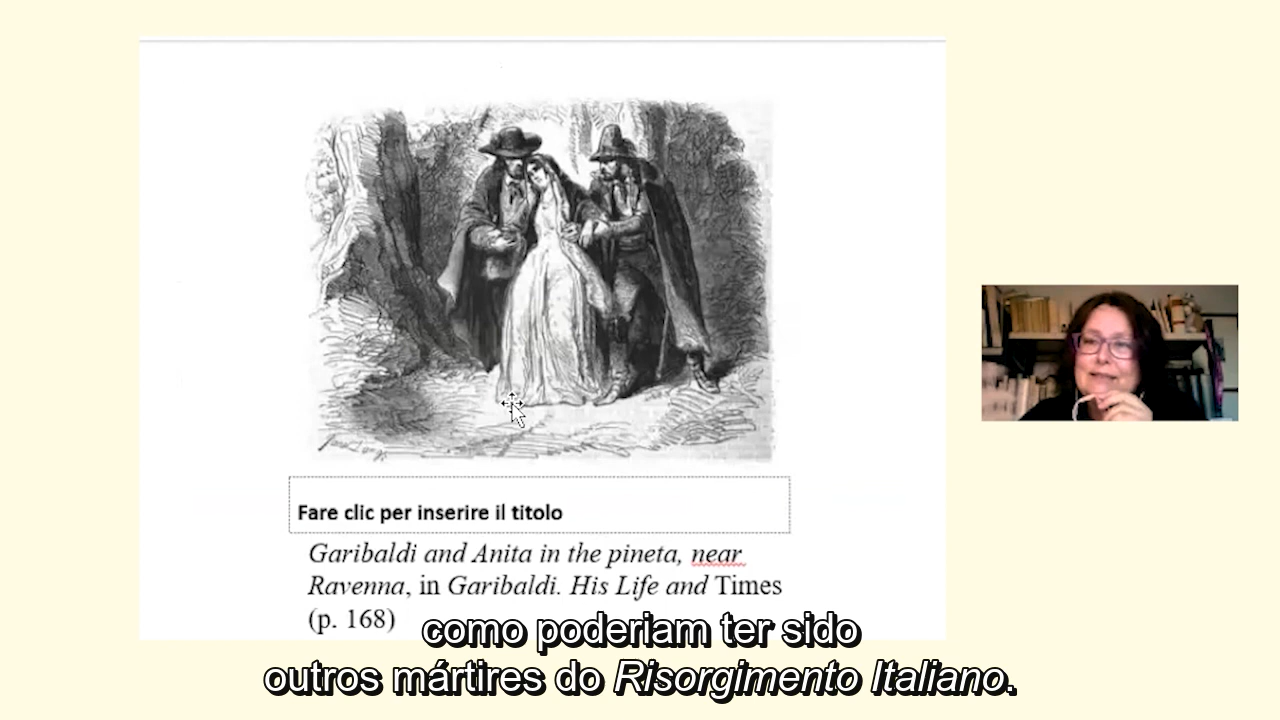 Fare clic per inserire il titolo
Garibaldi and Anita in the pineta, near
Ravenna, in Garibaldi. His Life and Times
(p. 168)
como poderiam ter sido
outros mártires do Risorgimento Italiano.